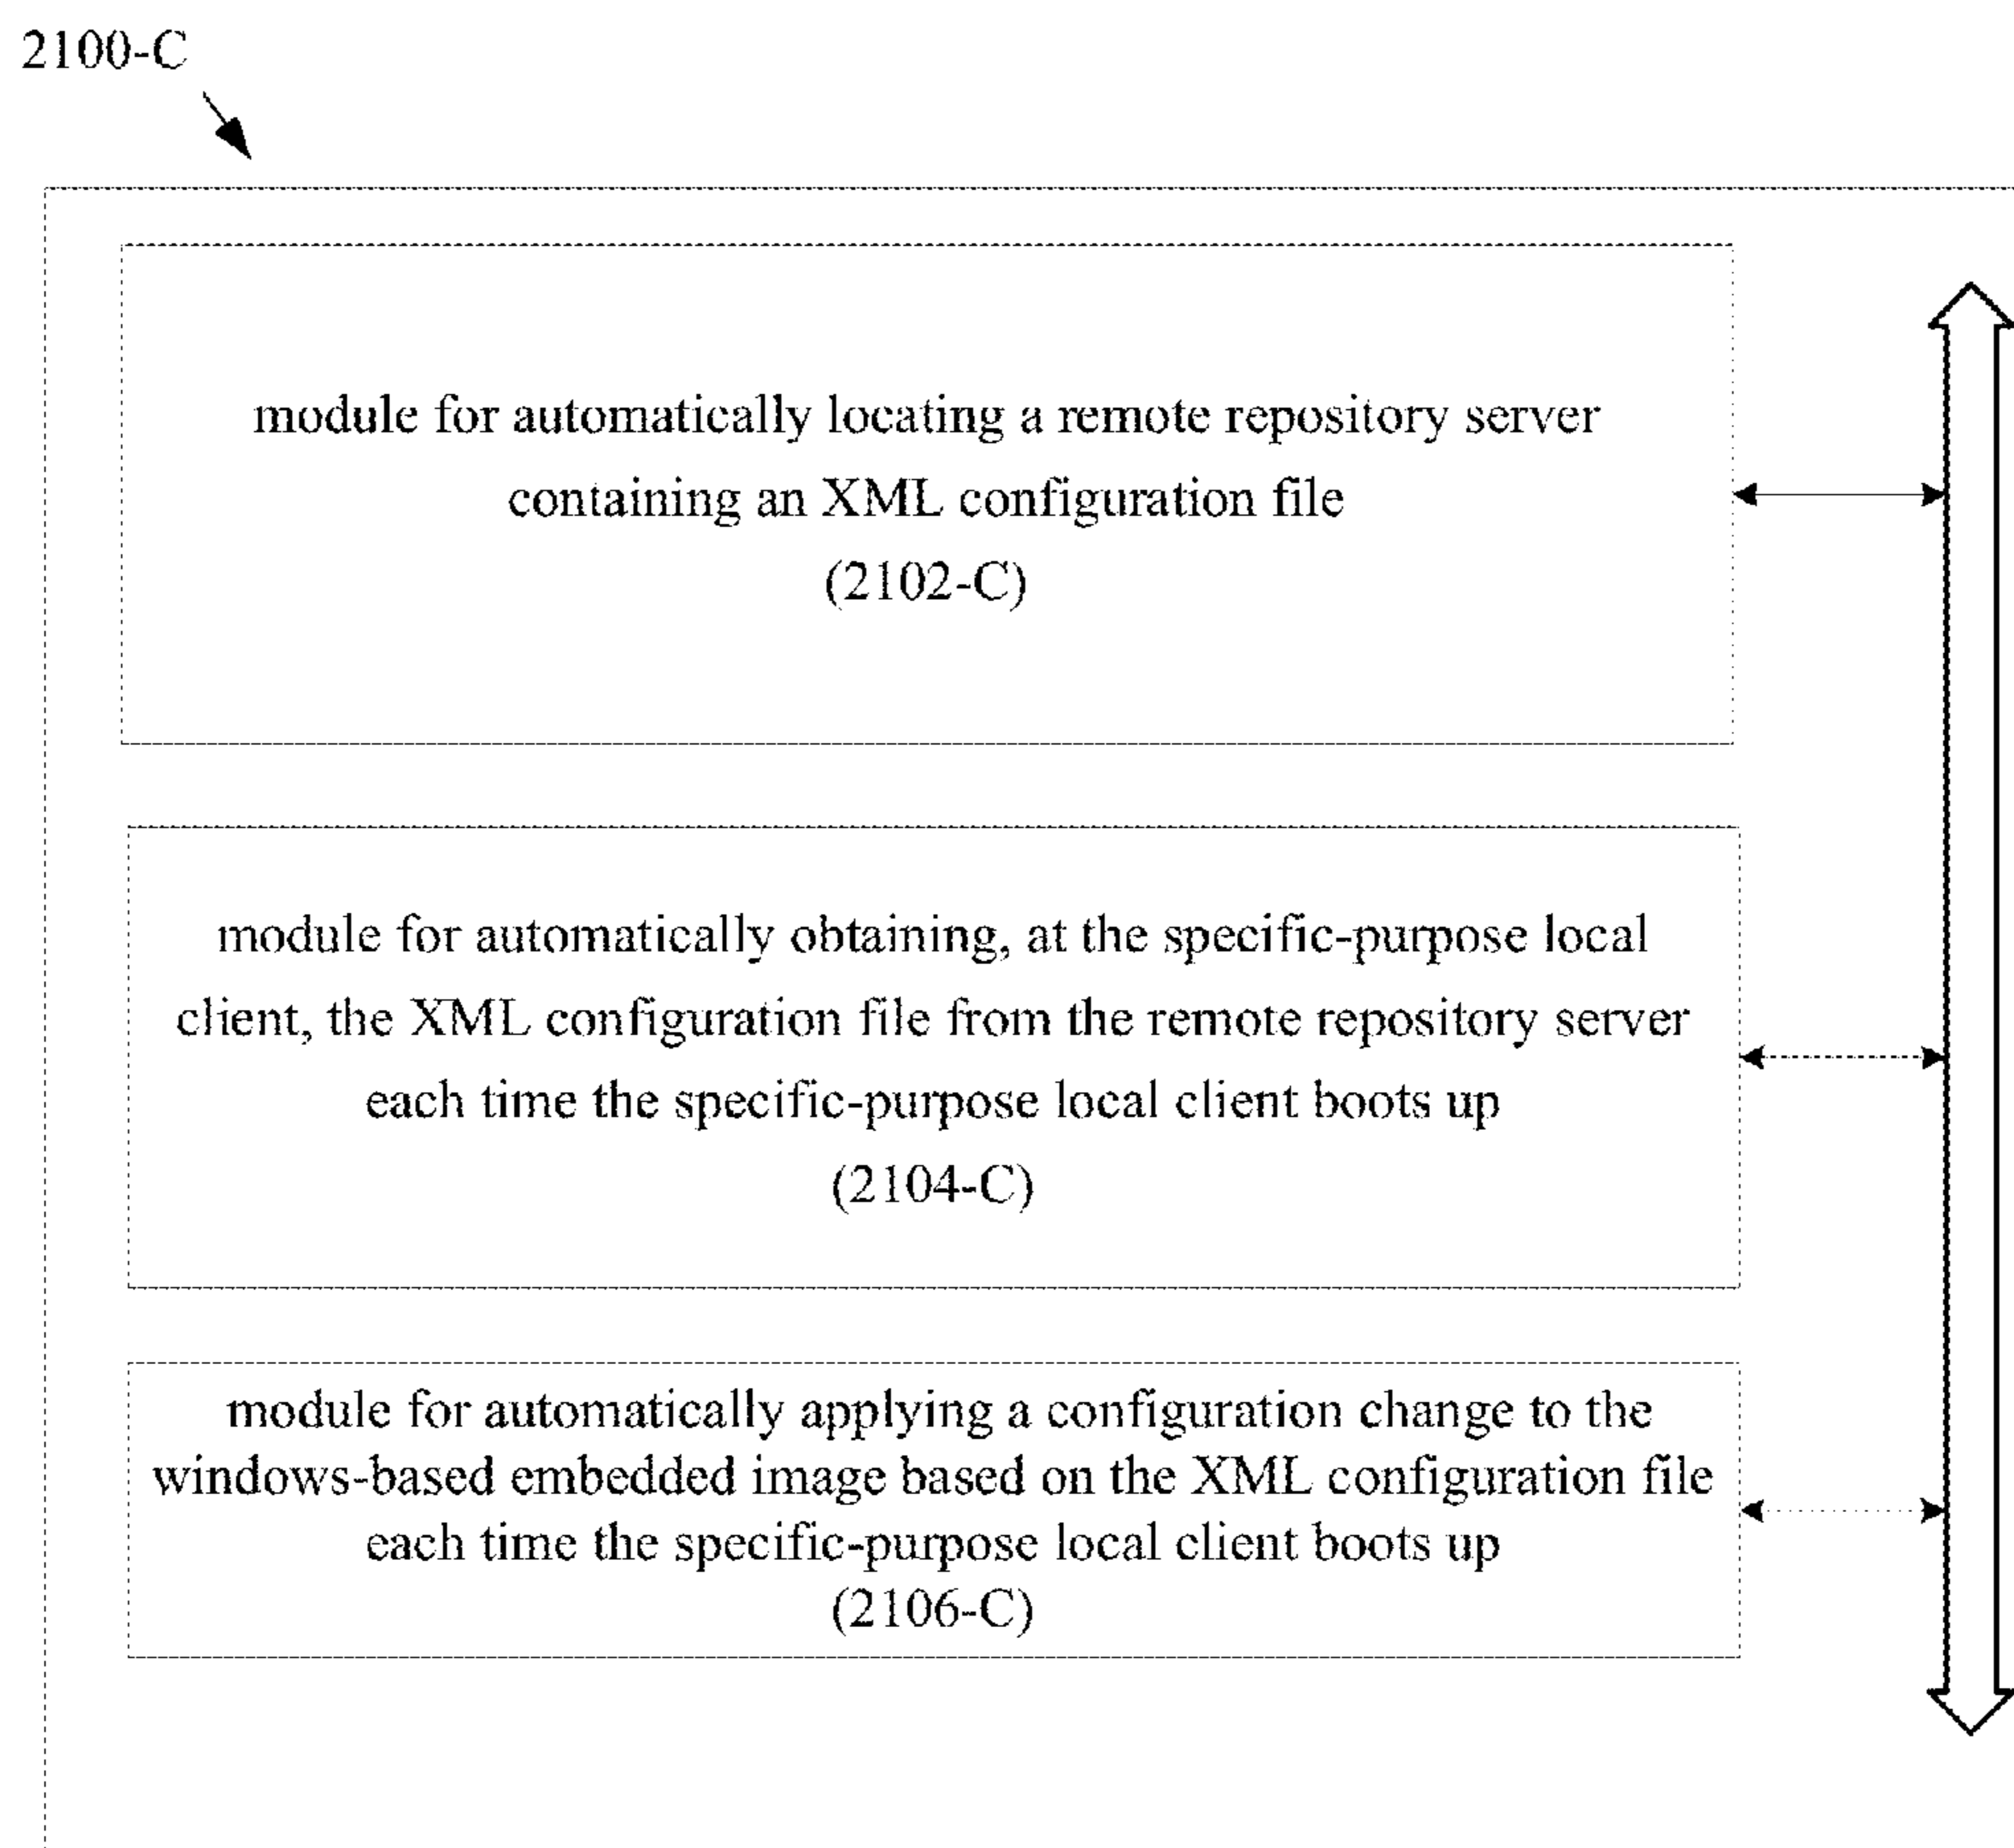 2100-C
module for automatically locating a remote repository server
containing an XML configuration file
(2102-C)
module for automatically obtaining, at the specific-purpose local
client, the XML configuration file from the remote repository server
each time the specific-purpose local client boots up
(2104-C)
module for automatically applying a configuration change to the
windows-based embedded image based on the XML configuration file
each time the specific-purpose local client boots up
(2106-C)